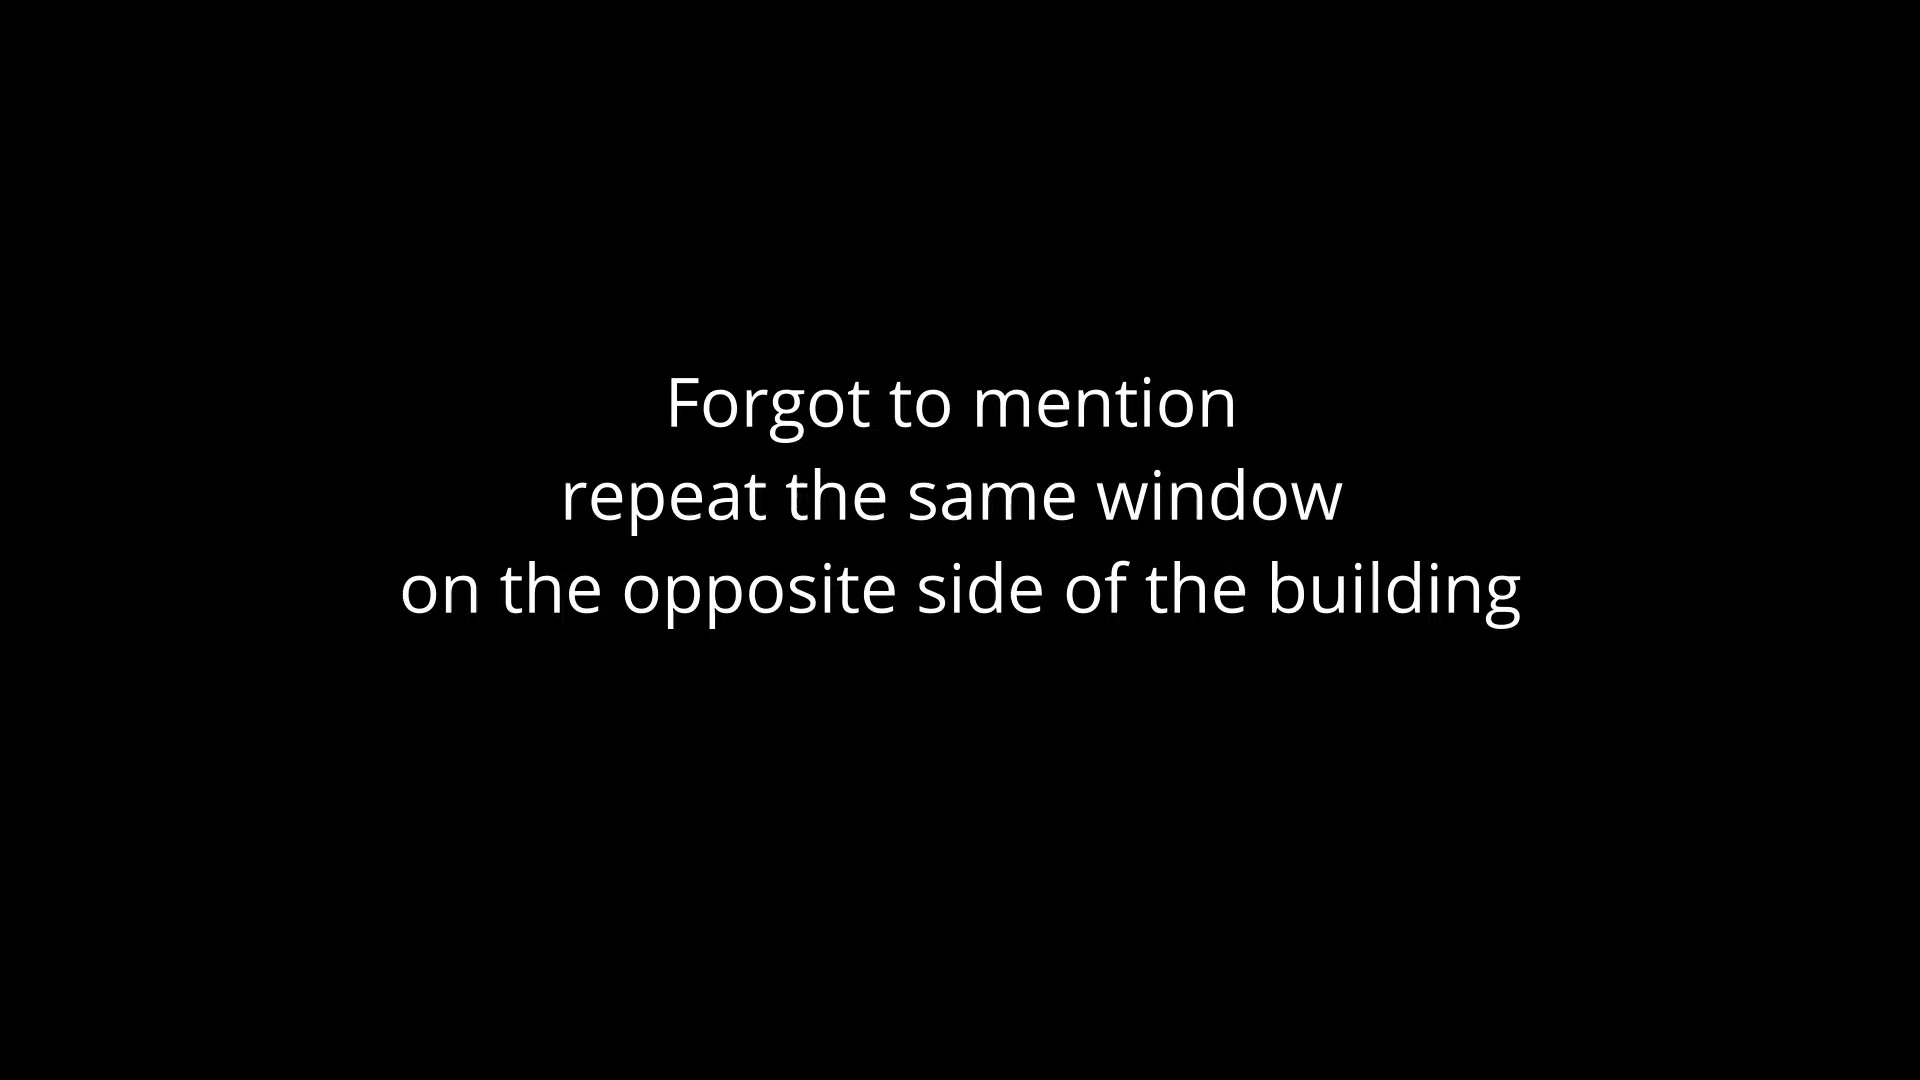 Forgot to mention
repeat the same window
on the opposite side of the building